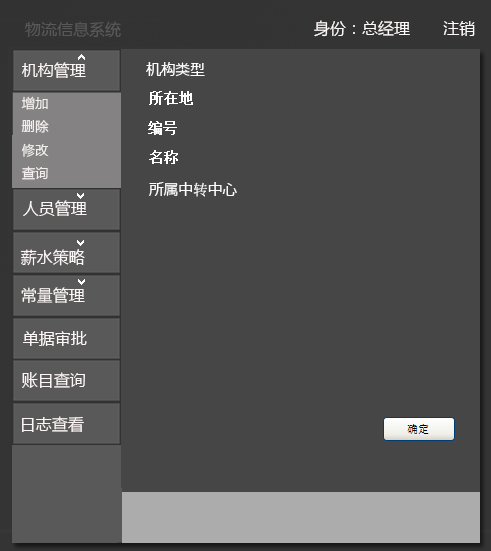 物流信息系统
身份：总经理 注销
机构管理
增加
删除
修改
查询
人员管理
薪水策略
常量管理
单据审批
账目查询
日志查看
机构类型
所在地
编号
名称
所属中转中心
确定